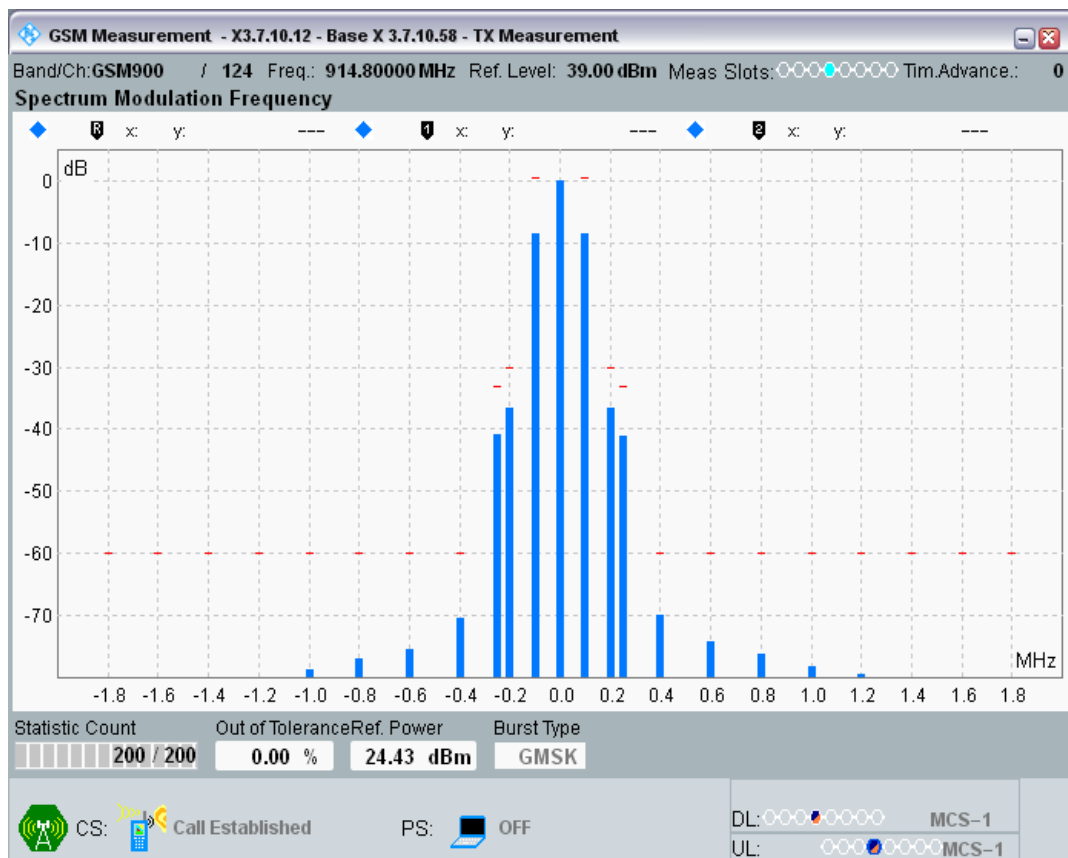 GSM Measurement - X3.7.10.12 - Base X 3.7.10.58 - TX Measurement
Band/Ch:GSM900 / 124 Freq.: 914.80000 MHz Ref. Level: 39.00 dBm Meas Slots: Tim.Advance.: 0
Spectrum Modulation Frequency
R x: y: --- 1 x: y: --- 2 x: y: ---
dB
0
-10
-20
-30
-40
-50
-60
-70
MHz
-1.8 -1.6 -1.4 -1.2 -1.0 -0.8 -0.6 -0.4 -0.2 0.0 0.2 0.4 0.6 0.8 1.0 1.2 1.4 1.6 1.8
Statistic Count Out of Tolerance Ref. Power Burst Type
200 / 200 0.00 % 24.43 dBm GMSK
CS: Call Established PS: OFF DL: MCS-1
UL: MCS-1